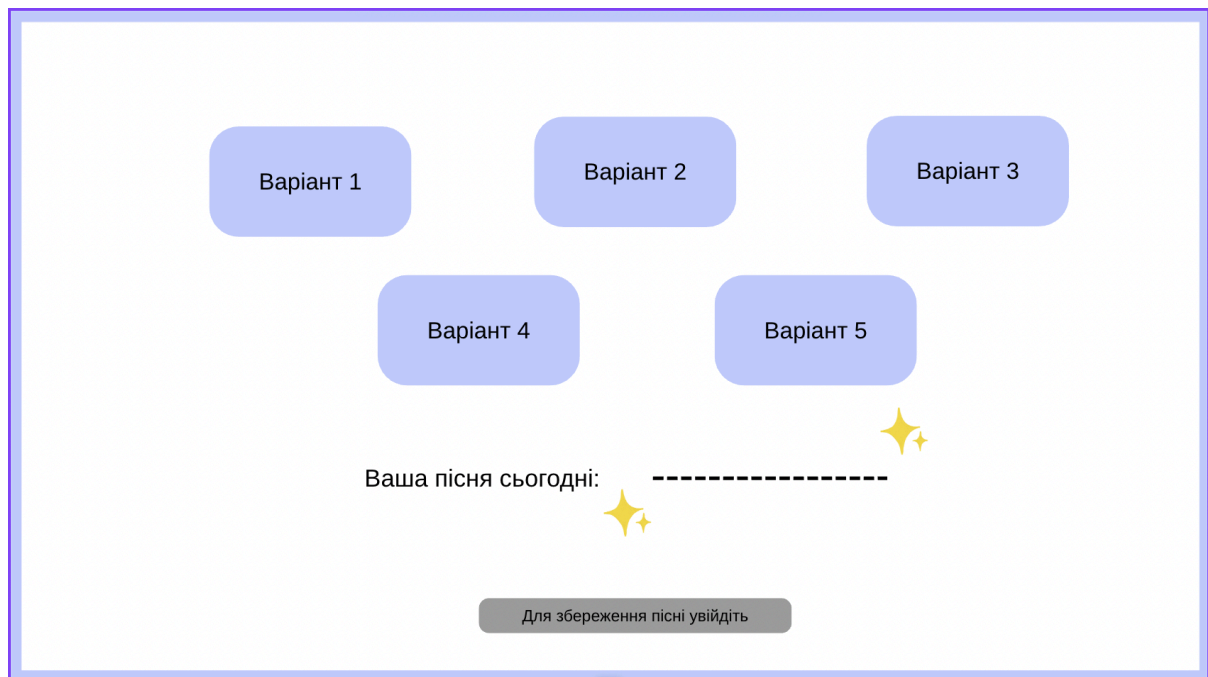 Варіант 1
Варіант 2
Варіант 3
Варіант 4
Варіант 5
Ваша пісня сьогодні: -----------------
Для збереження пісні увійдіть